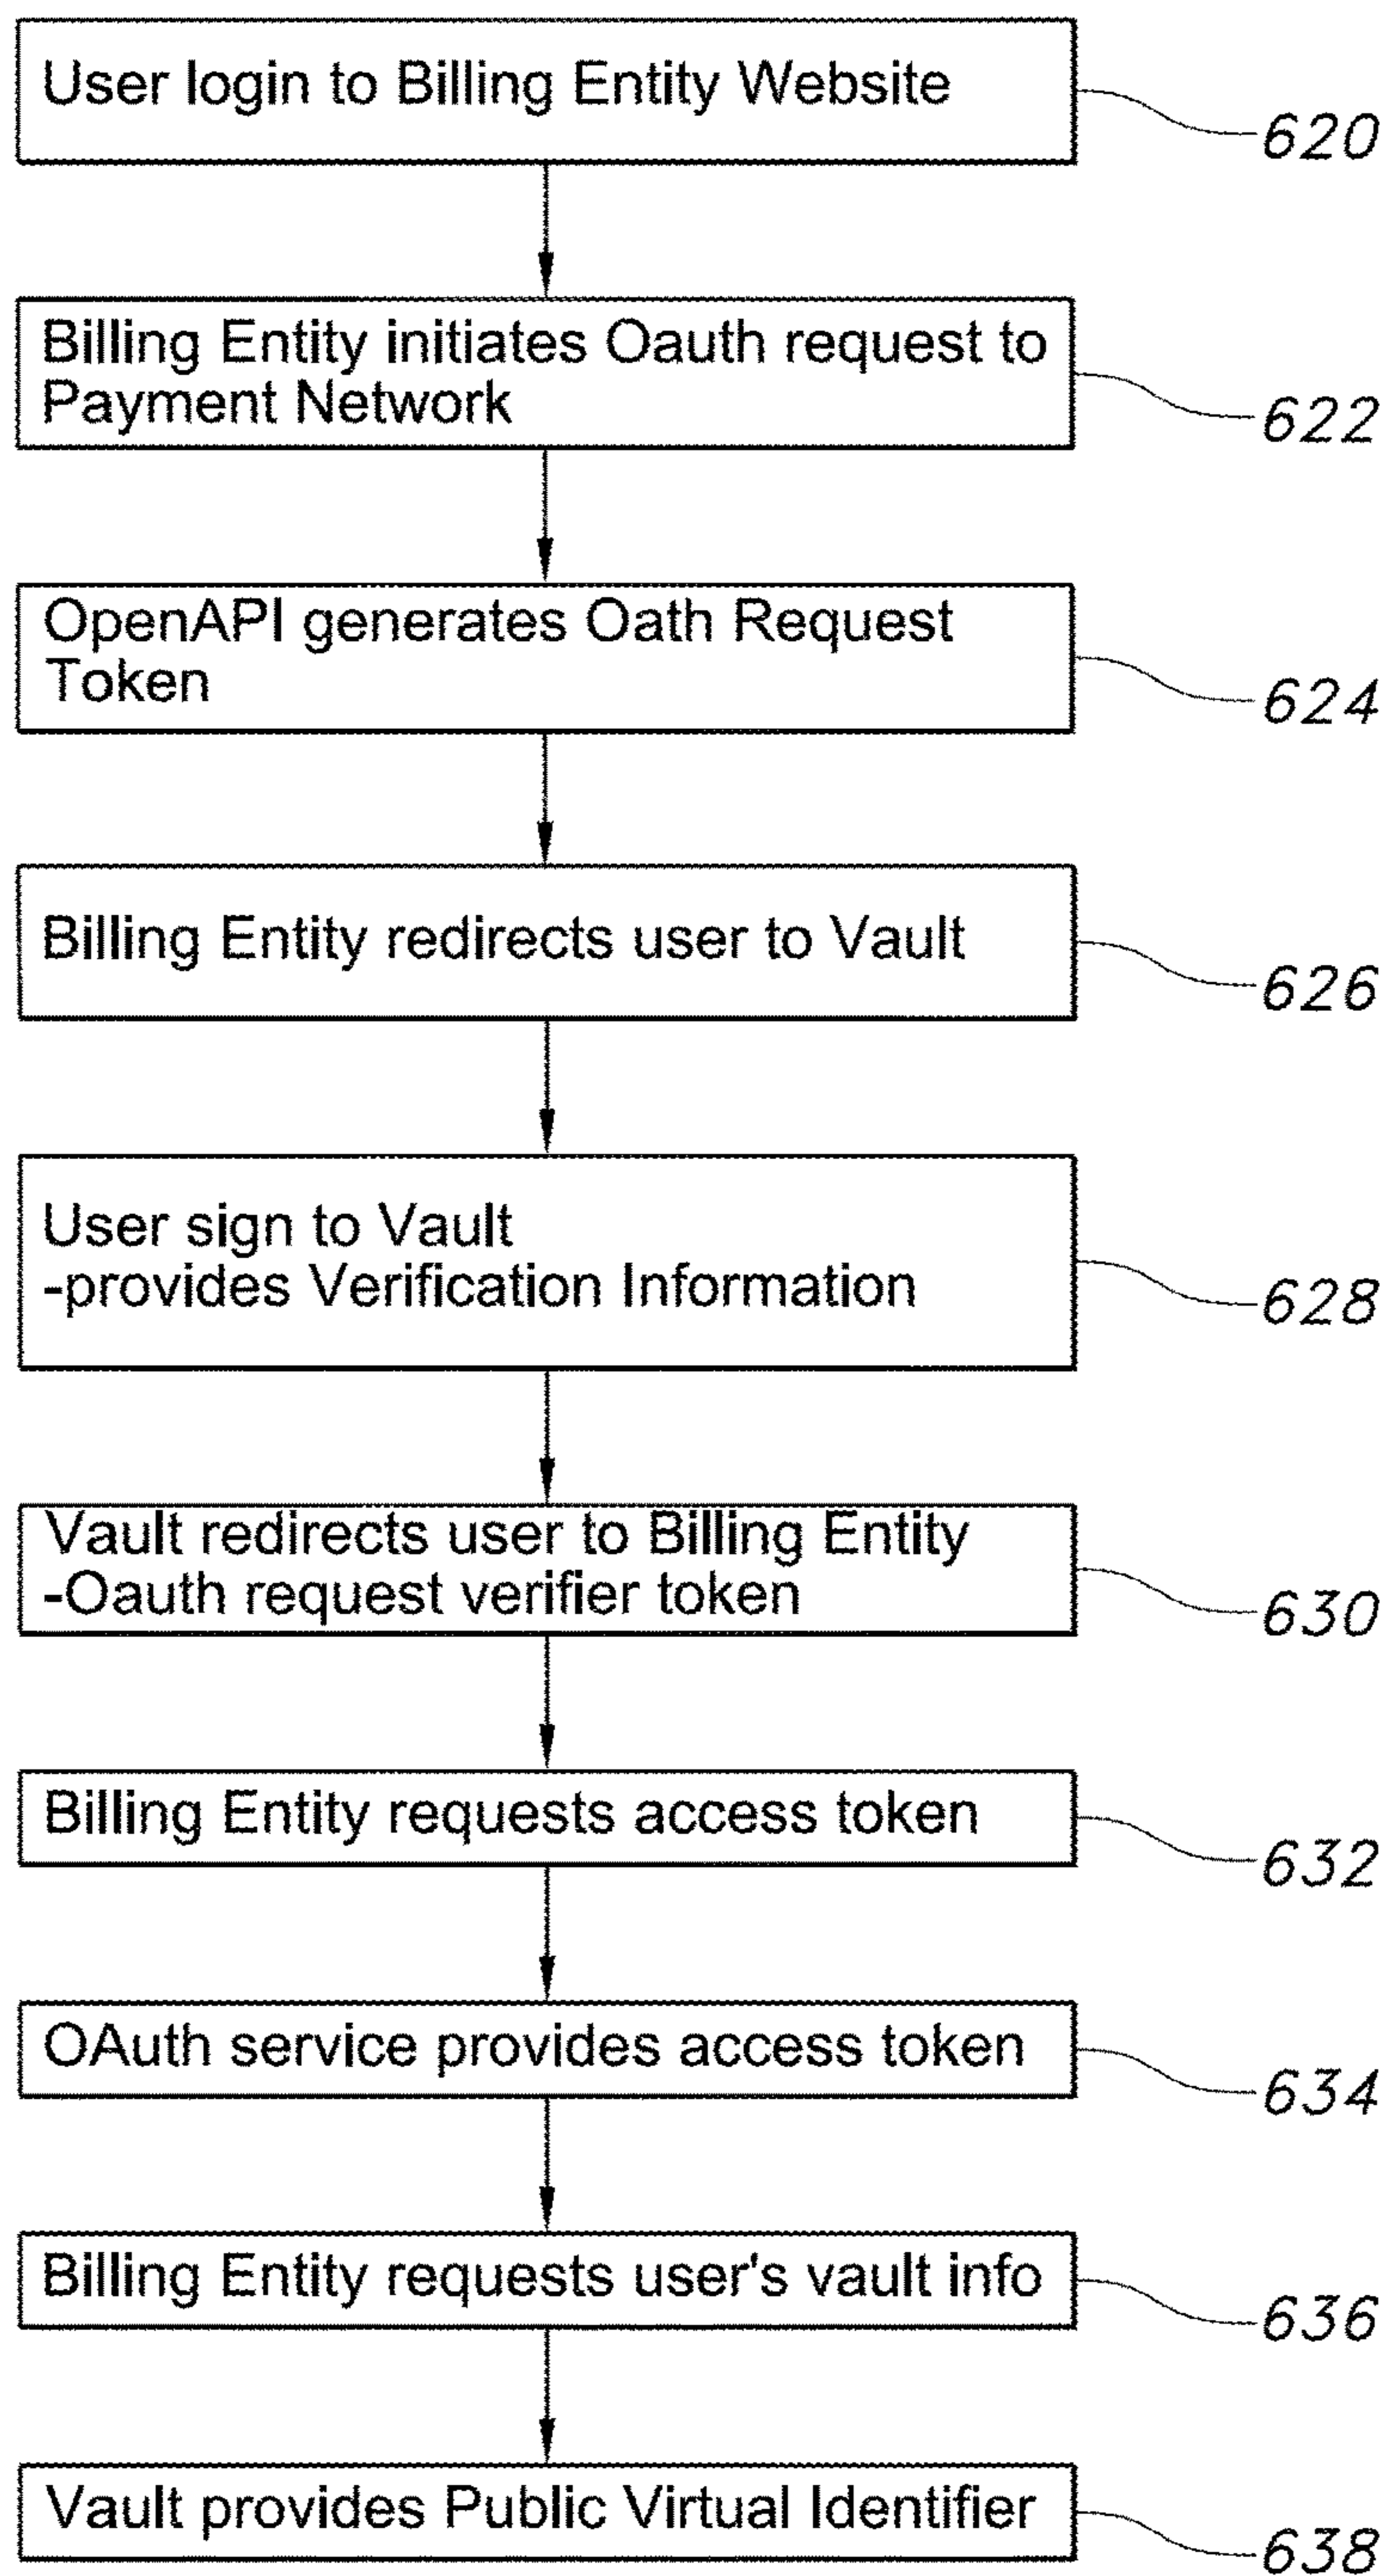 User login to Billing Entity Website
620
Billing Entity initiates Oauth request to
Payment Network
622
OpenAPI generates Oath Request
Token
624
Billing Entity redirects user to Vault
626
User sign to Vault
-provides Verification Information
628
Vault redirects user to Billing Entity
-Oauth request verifier token
630
Billing Entity requests access token
632
OAuth service provides access token
634
Billing Entity requests user's vault info
636
Vault provides Public Virtual Identifier
638